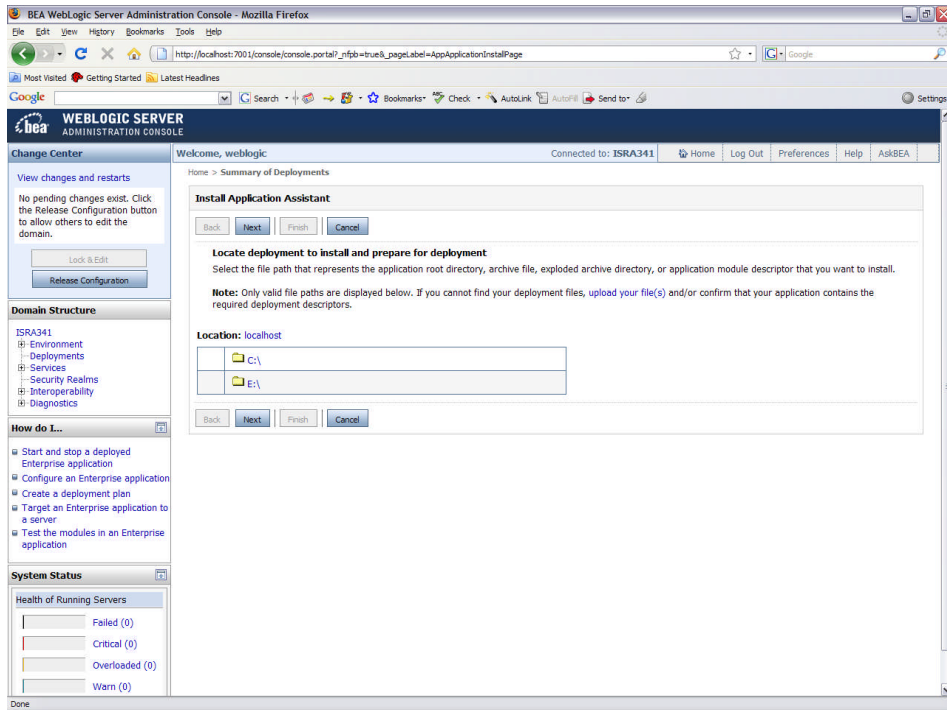 BEA WebLogic Server Administration Console - Mozilla Firefox
File Edit View History Bookmarks Tools Help
http://localhost:7001/console/console.portal?_nfpb=true&_pageLabel=AppApplicationInstallPage
G Google
Most Visited Getting Started Latest Headlines
Google G Search Bookmarks Check AutoLink AutoFill Send to Settings
bea WEBLOGIC SERVER
ADMINISTRATION CONSOLE
Change Center
View changes and restarts
No pending changes exist. Click
the Release Configuration button
to allow others to edit the
domain.
Lock & Edit
Release Configuration
Domain Structure
ISRA341
Environment
Deployments
Services
Security Realms
Interoperability
Diagnostics
How do I...
Start and stop a deployed
Enterprise application
Configure an Enterprise application
Create a deployment plan
Target an Enterprise application to
a server
Test the modules in an Enterprise
application
System Status
Health of Running Servers
Failed (0)
Critical (0)
Overloaded (0)
Warn (0)
Welcome, weblogic Connected to: ISRA341 Home Log Out Preferences Help AskBEA
Home > Summary of Deployments
Install Application Assistant
Back Next Finish Cancel
Locate deployment to install and prepare for deployment
Select the file path that represents the application root directory, archive file, exploded archive directory, or application module descriptor that you want to install.
Note: Only valid file paths are displayed below. If you cannot find your deployment files, upload your file(s) and/or confirm that your application contains the
required deployment descriptors.
Location: localhost
C:\
E:\
Back Next Finish Cancel
Done